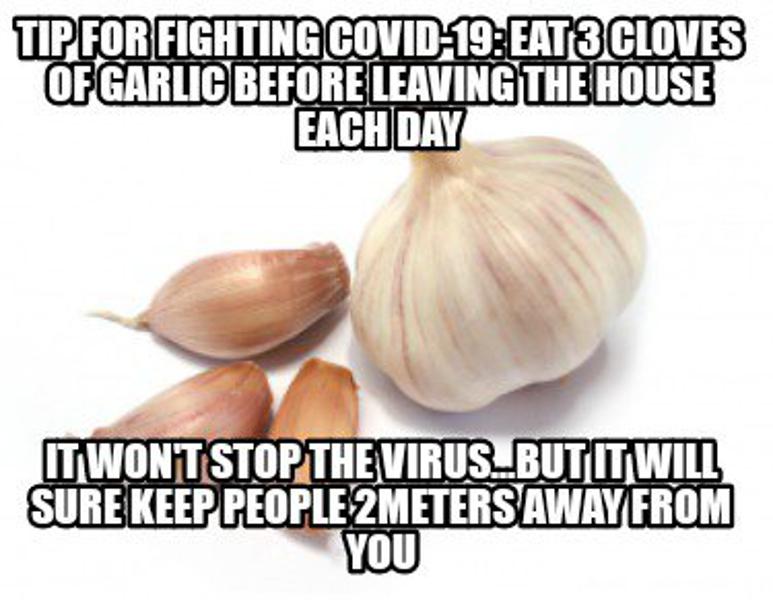 TIP FOR FIGHTING COVID-19: EAT 3 CLOVES
OF GARLIC BEFORE LEAVING THE HOUSE
EACH DAY
IT WON'T STOP THE VIRUS...BUT IT WILL
SURE KEEP PEOPLE 2METERS AWAY FROM
YOU